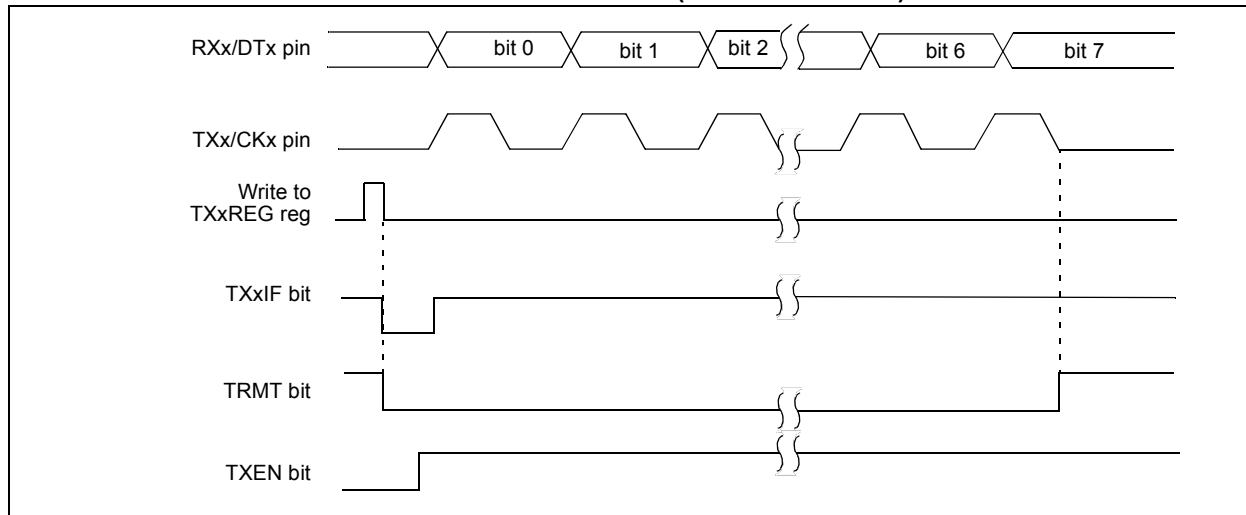 RXx/DTx pin
bit 0
bit 1
bit 2
bit 6
bit 7
TXx/CKx pin
Write to
TXxREG reg
TXxIF bit
TRMT bit
TXEN bit